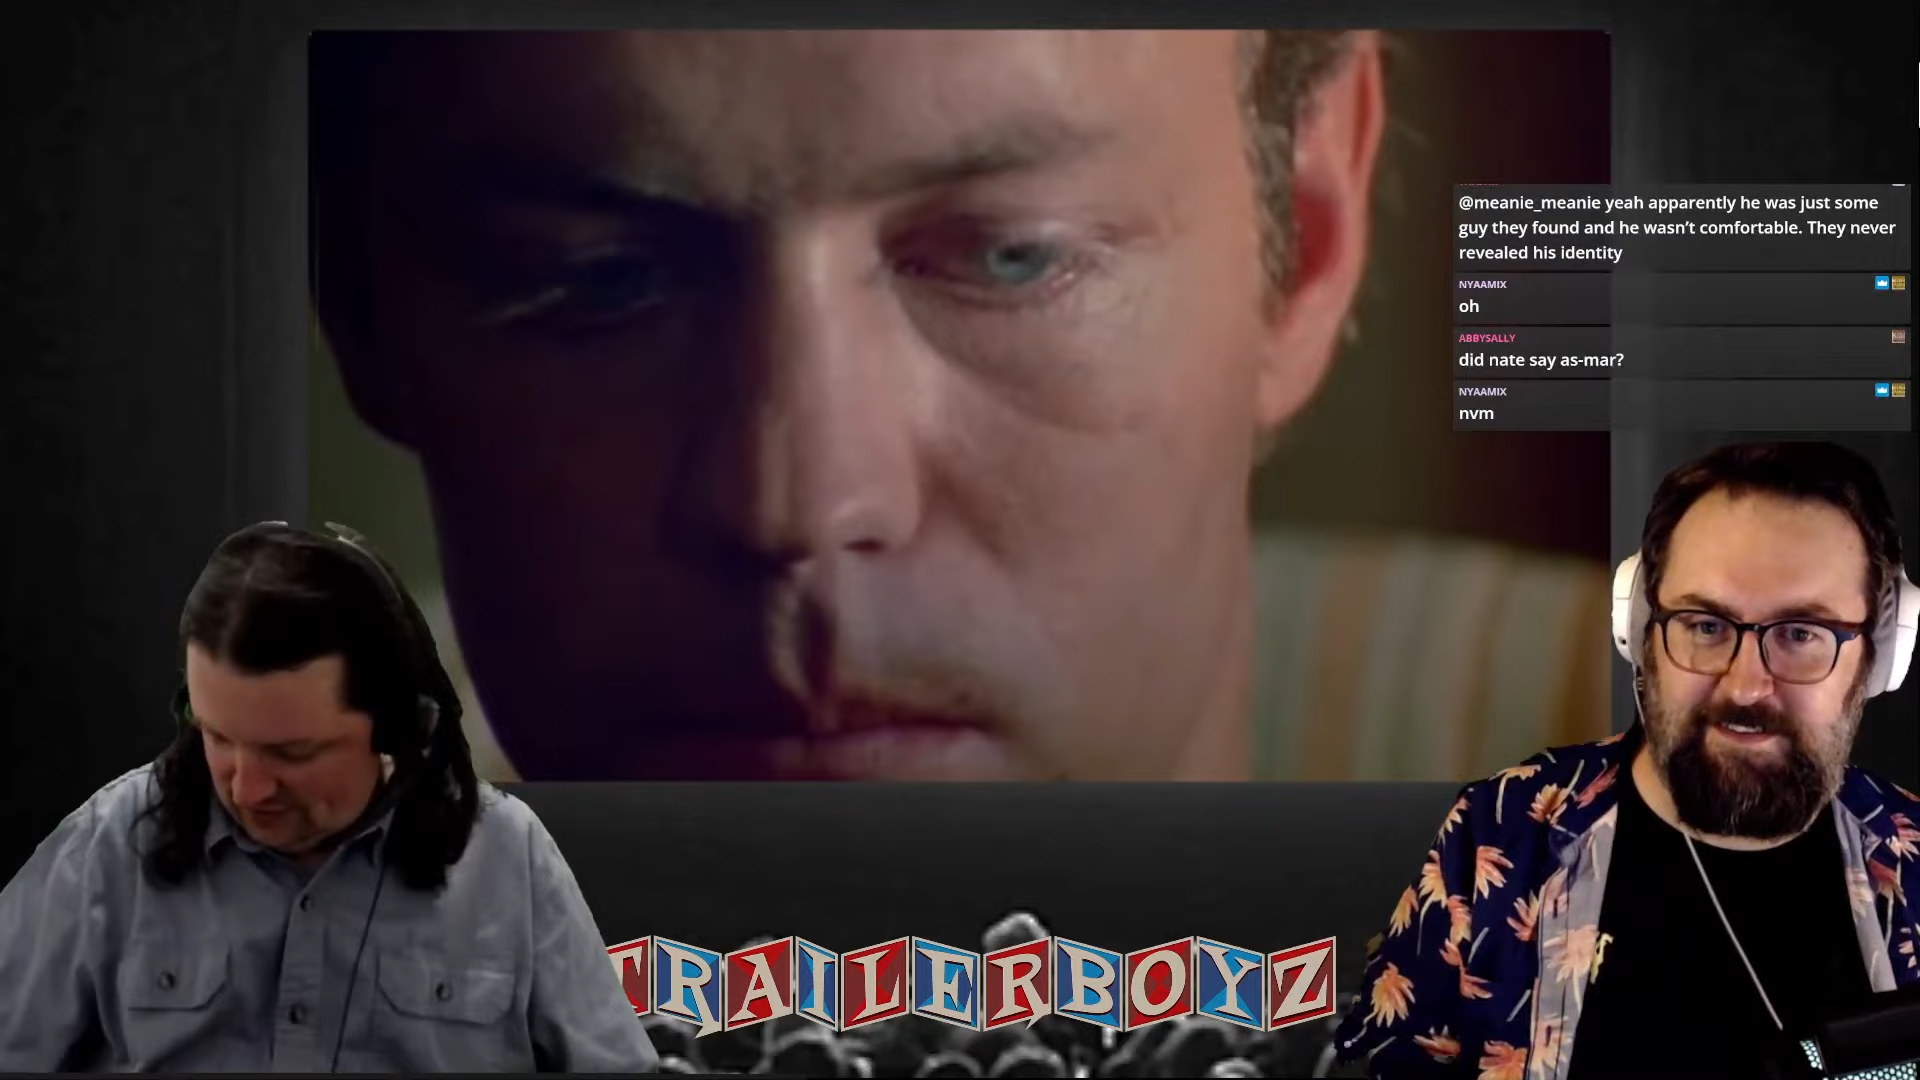 @meanie_meanie yeah apparently he was just some
guy they found and he wasn’t comfortable. They never
revealed his identity
NYAAMIX
oh
ABBYSALLY
did nate say as-mar?
NYAAMIX
nvm
TRAILERBOYZ